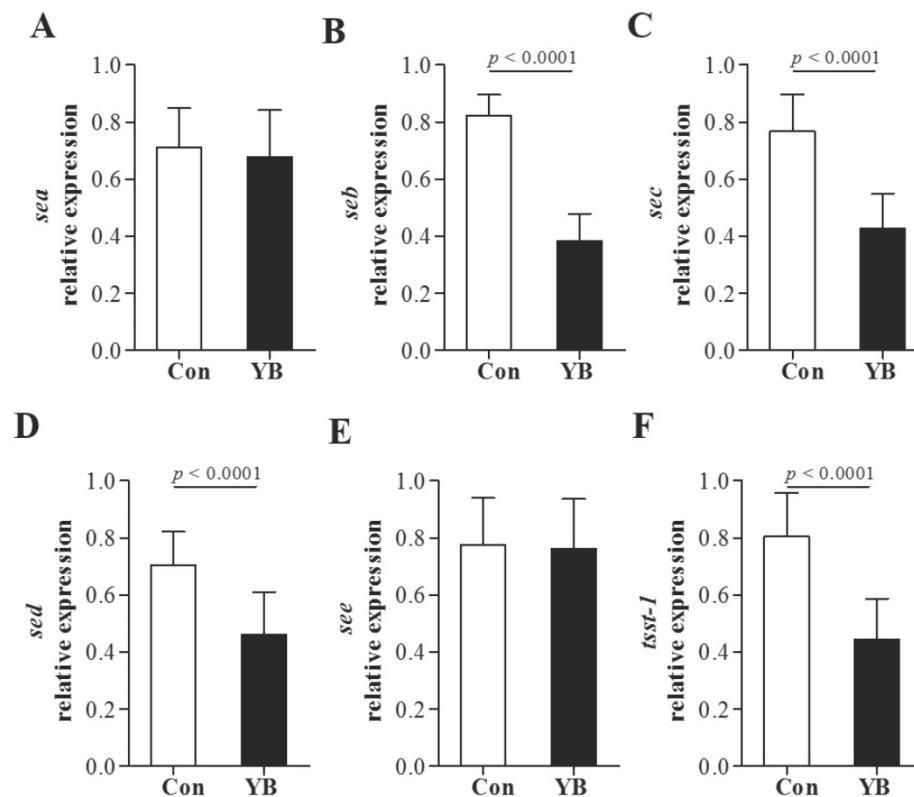 A
sea
relative expression
1.0
0.8
0.6
0.4
0.2
0.0
Con YB
B
p < 0.0001
seb
relative expression
1.0
0.8
0.6
0.4
0.2
0.0
Con YB
C
p < 0.0001
sec
relative expression
1.0
0.8
0.6
0.4
0.2
0.0
Con YB
D
p < 0.0001
sed
relative expression
1.0
0.8
0.6
0.4
0.2
0.0
Con YB
E
see
relative expression
1.0
0.8
0.6
0.4
0.2
0.0
Con YB
F
p < 0.0001
tsst-1
relative expression
1.0
0.8
0.6
0.4
0.2
0.0
Con YB